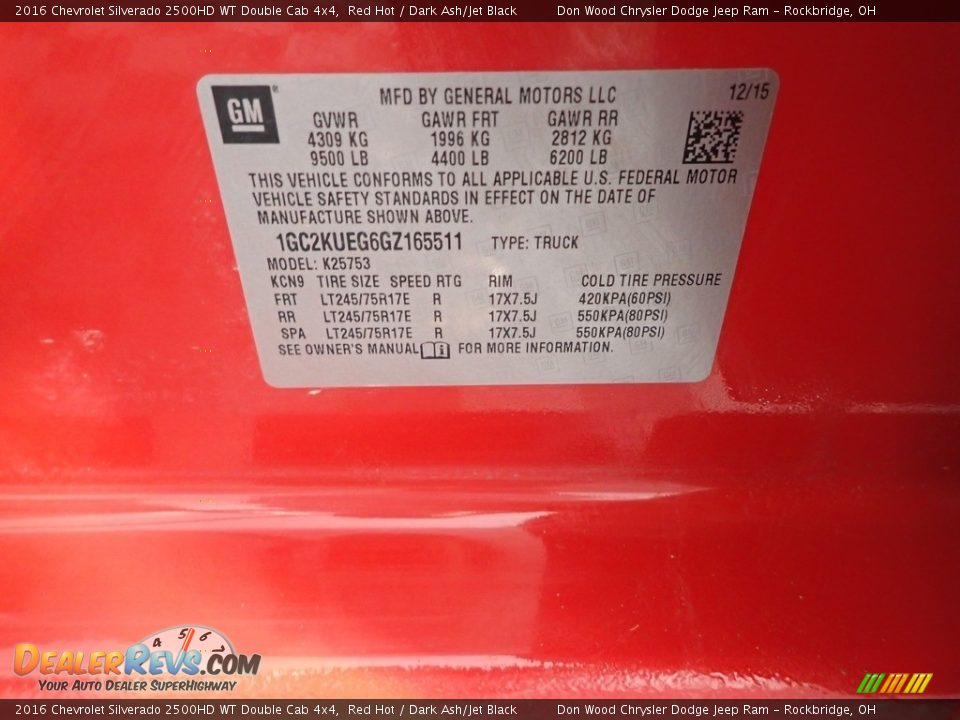 2016 Chevrolet Silverado 2500HD WT Double Cab 4x4, Red Hot / Dark Ash/Jet Black Don Wood Chrysler Dodge Jeep Ram - Rockbridge, OH
GM ® MFD BY GENERAL MOTORS LLC 12/15
GVWR GAWR FRT GAWR RR
4309 KG 1996 KG 2812 KG
9500 LB 4400 LB 6200 LB
THIS VEHICLE CONFORMS TO ALL APPLICABLE U.S. FEDERAL MOTOR
VEHICLE SAFETY STANDARDS IN EFFECT ON THE DATE OF
MANUFACTURE SHOWN ABOVE.
1GC2KUEG6GZ165511 TYPE: TRUCK
MODEL: K25753
KCN9 TIRE SIZE SPEED RTG RIM COLD TIRE PRESSURE
FRT LT245/75R17E R 17X7.5J 420KPA(60PSI)
RR LT245/75R17E R 17X7.5J 550KPA(80PSI)
SPA LT245/75R17E R 17X7.5J 550KPA(80PSI)
SEE OWNER'S MANUAL i FOR MORE INFORMATION.
4 5 6 7
DEALERREVS.COM
YOUR AUTO DEALER SUPERHIGHWAY
2016 Chevrolet Silverado 2500HD WT Double Cab 4x4, Red Hot / Dark Ash/Jet Black Don Wood Chrysler Dodge Jeep Ram - Rockbridge, OH